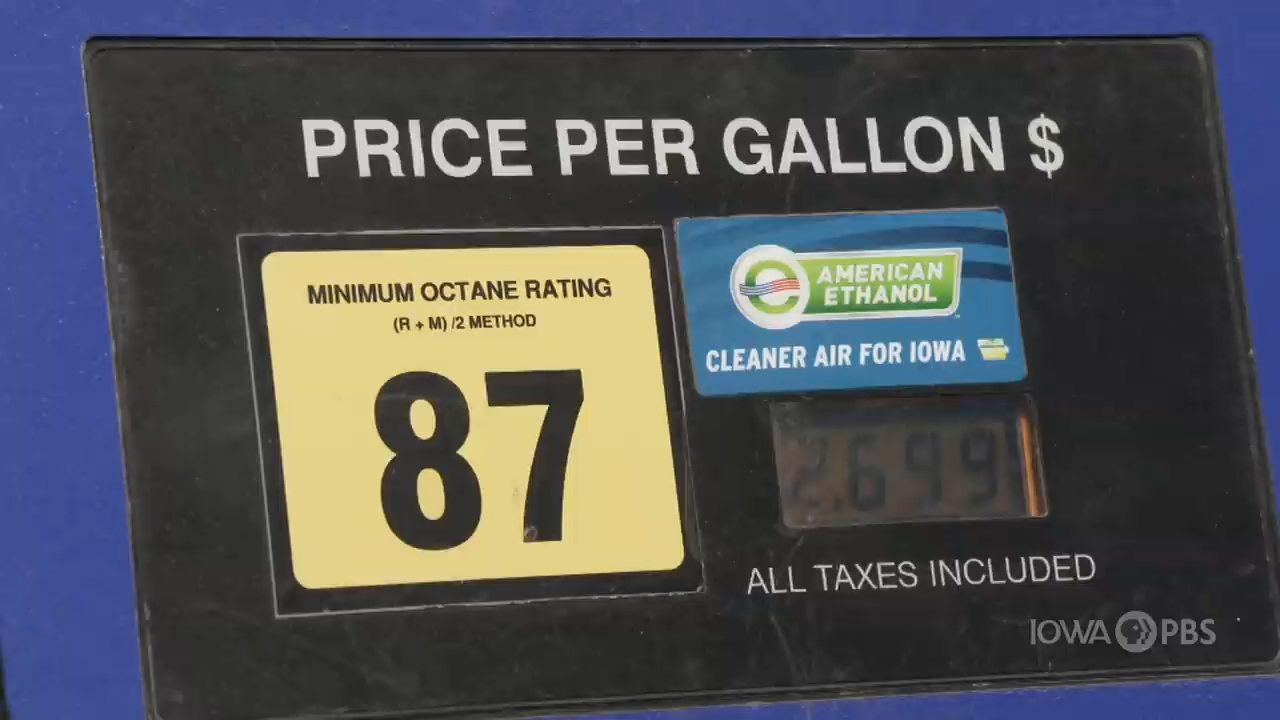 PRICE PER GALLON $
MINIMUM OCTANE RATING
(R + M) /2 METHOD
87
AMERICAN
ETHANOL
CLEANER AIR FOR IOWA
2.699
ALL TAXES INCLUDED
IOWA PBS